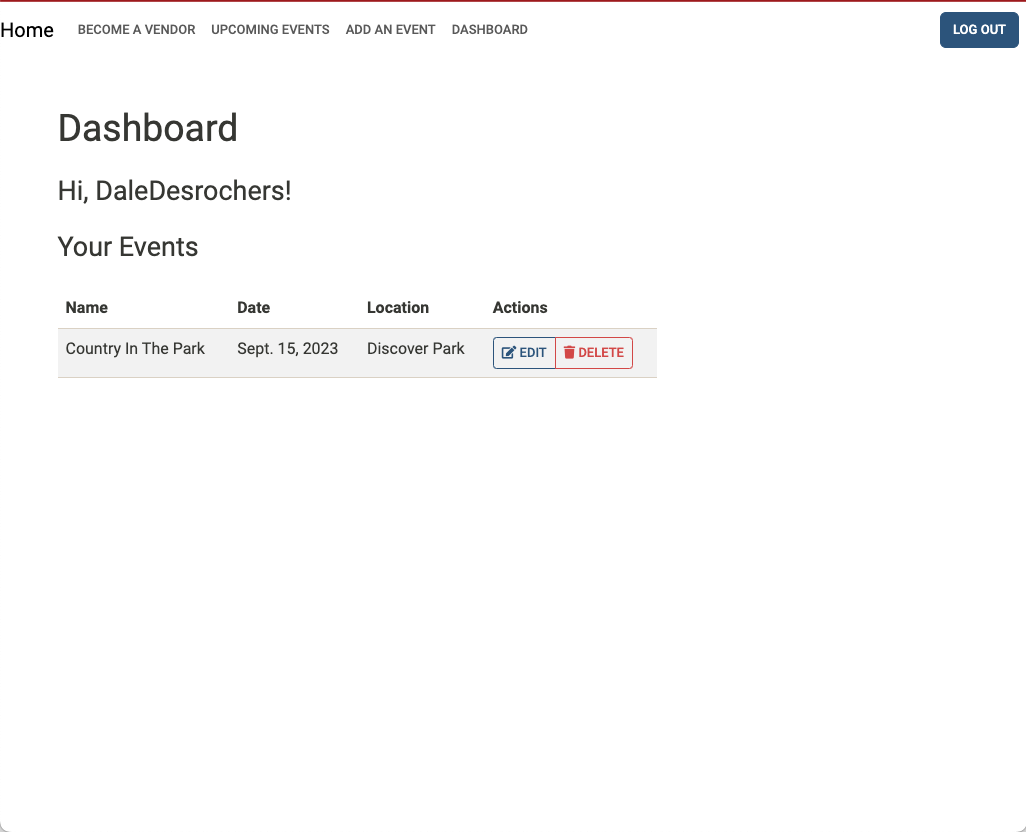 Home BECOME A VENDOR UPCOMING EVENTS ADD AN EVENT DASHBOARD LOG OUT
Dashboard
Hi, DaleDesrochers!
Your Events
Name Date Location Actions
Country In The Park Sept. 15, 2023 Discover Park EDIT DELETE